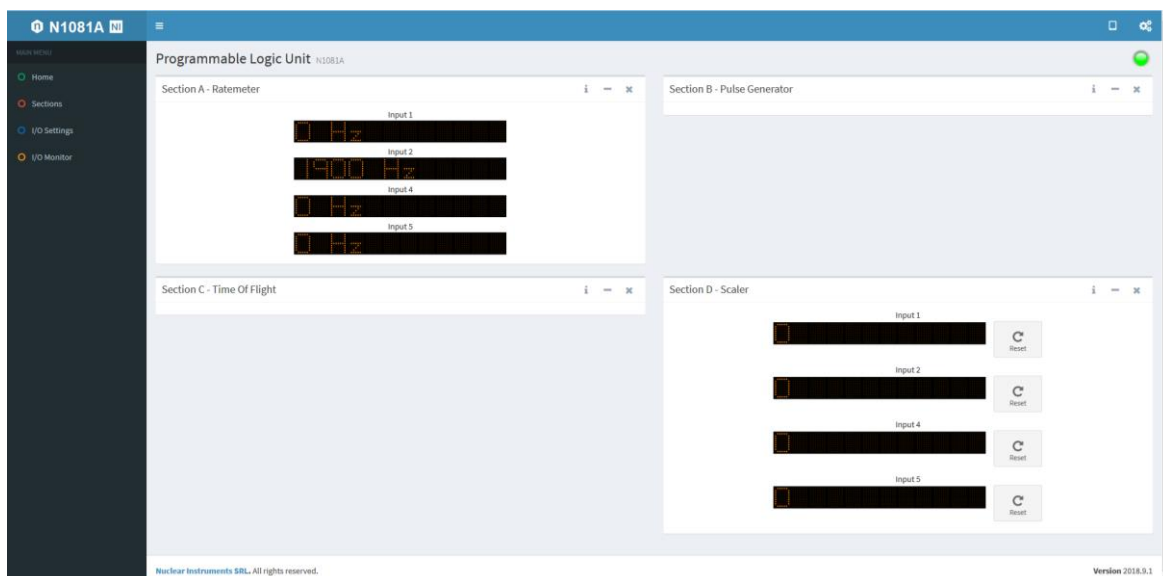 N1081A NI
MAIN MENU
Home
Sections
I/O Settings
I/O Monitor
Programmable Logic Unit N1081A
Section A - Ratemeter
Input 1
0 Hz
Input 2
1900 Hz
Input 4
0 Hz
Input 5
0 Hz
Section B - Pulse Generator
Section C - Time Of Flight
Section D - Scaler
Input 1
0
Reset
Input 2
0
Reset
Input 4
0
Reset
Input 5
0
Reset
Nuclear Instruments SRL. All rights reserved.
Version 2018.9.1